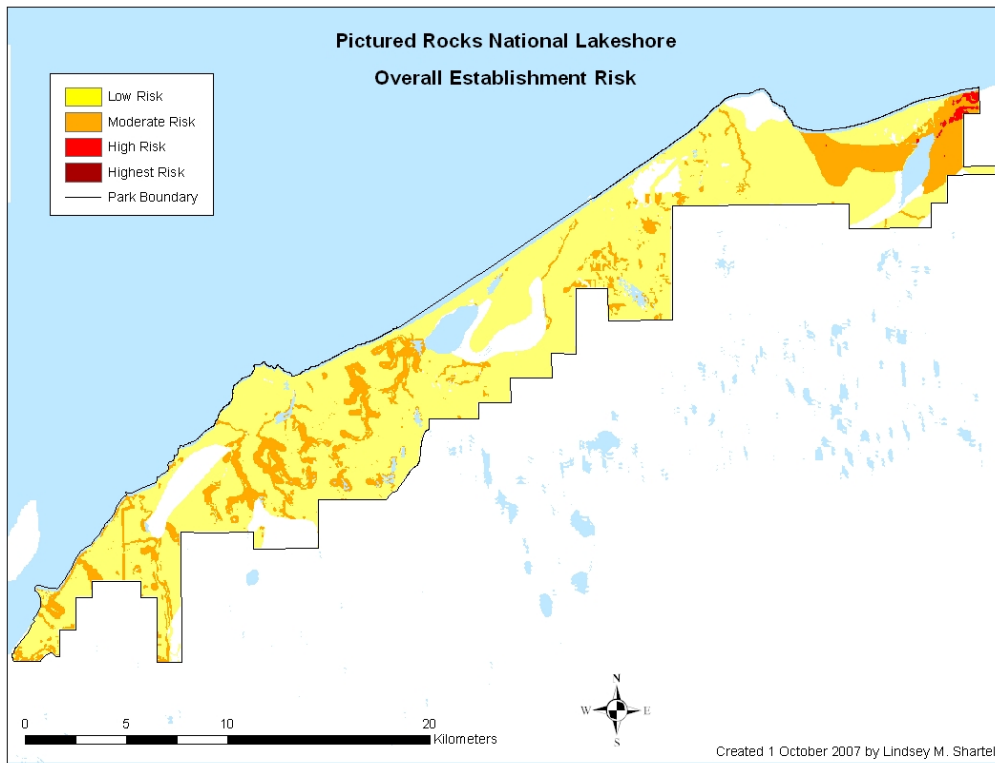 Pictured Rocks National Lakeshore
Overall Establishment Risk
Low Risk
Moderate Risk
High Risk
Highest Risk
Park Boundary
N
W E
S
0 5 10 20
Kilometers
Created 1 October 2007 by Lindsey M. Shartel